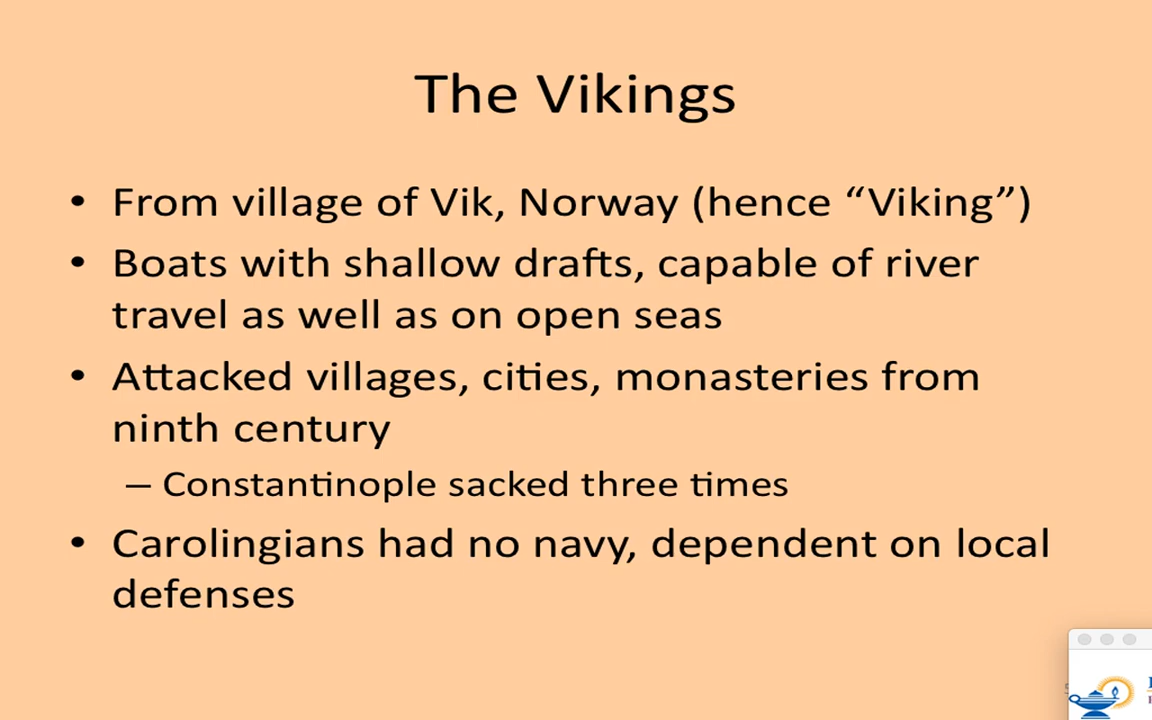 The Vikings
• From village of Vik, Norway (hence “Viking”)
• Boats with shallow drafts, capable of river
travel as well as on open seas
• Attacked villages, cities, monasteries from
ninth century
– Constantinople sacked three times
• Carolingians had no navy, dependent on local
defenses